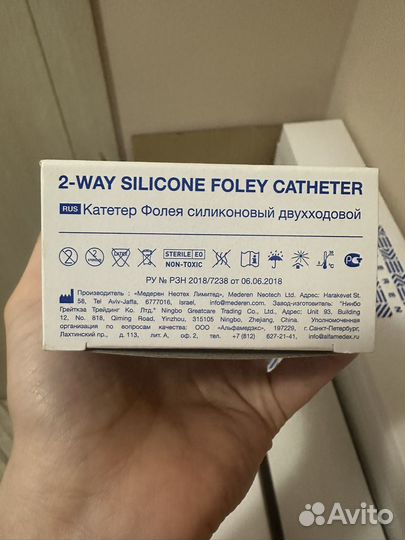 2-WAY SILICONE FOLEY CATHETER
RUS Катетер Фолея силиконовый двухходовой
STERILE EO
NON-TOXIC
РУ № РЗН 2018/7238 от 06.06.2018
Производитель : «Медерен Неотех Лимитед», Mederen Neotech Ltd. Адрес: Harakevet St.
58, Tel Aviv-Jaffa, 6777016, Israel, info@mederen.com. Завод-изготовитель: "Нинбо
Грейткэа Трейдинг Ко. Лтд." Ningbo Greatcare Trading Co., Ltd. Адрес: Unit 93, Building
12, No. 818, Qiming Road, Yinzhou, 315105 Ningbo, Zhejiang, China. Уполномоченная
организация по вопросам качества: ООО «Альфамедэкс», 197229, г. Санкт-Петербург,
Лахтинский пр., д. 113, лит. А, оф. 2, тел. +7 (812) 627-21-41, info@alfamedex.ru
Avito